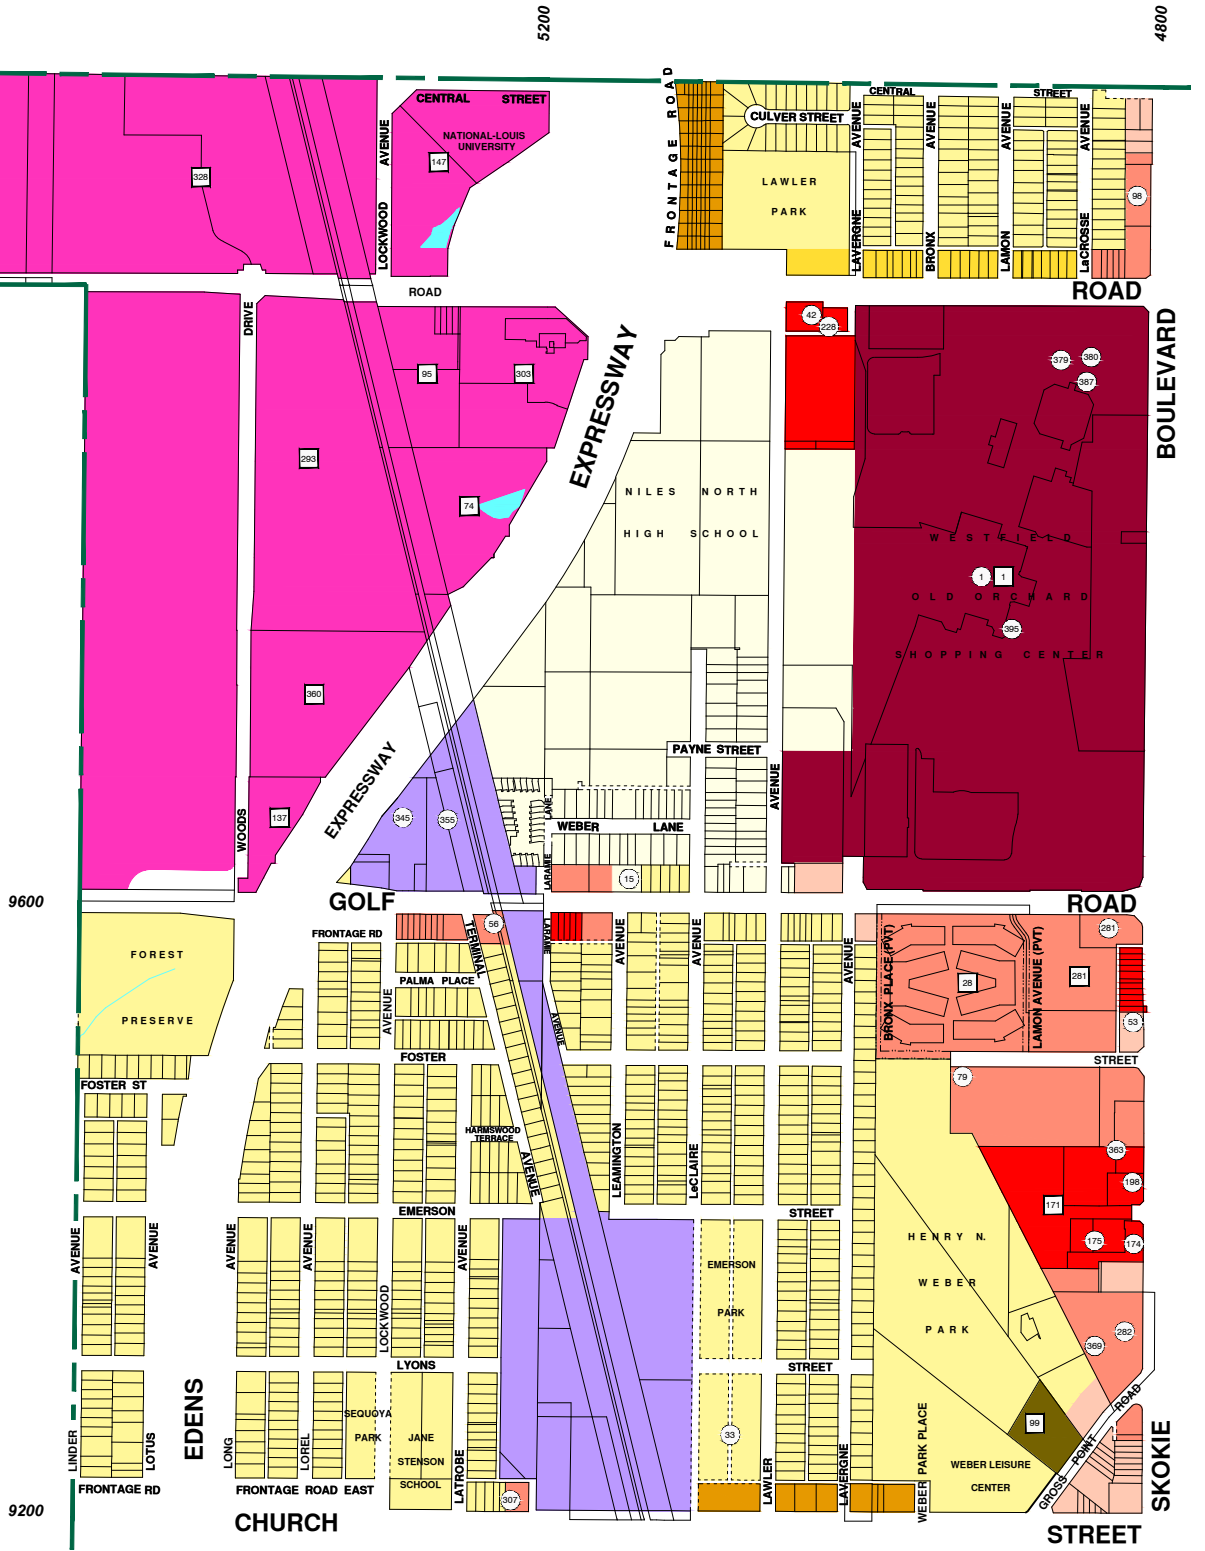 5200
4800
CENTRAL STREET
NATIONAL-LOUIS
UNIVERSITY
147
328
LOCKWOOD
AVENUE
FRONTAGE ROAD
CULVER STREET
LAWLER
PARK
CENTRAL
STREET
LAVERGNE
AVENUE
BRONX
AVENUE
LAMON
AVENUE
LaCROSSE
AVENUE
98
ROAD
ROAD
DRIVE
WOODS
95
303
293
74
360
137
EXPRESSWAY
EXPRESSWAY
NILES NORTH
HIGH SCHOOL
42
228
379
380
387
BOULEVARD
WESTFIELD
1
1
OLD ORCHARD
395
SHOPPING CENTER
PAYNE STREET
AVENUE
345
355
LANE
LARAMIE
WEBER LANE
15
9600
GOLF
ROAD
FOREST
PRESERVE
FRONTAGE RD
56
TERMINAL
LARAMIE
AVENUE
AVENUE
AVENUE
AVENUE
PALMA PLACE
AVENUE
BRONX PLACE (PVT)
LAMON AVENUE (PVT)
28
281
281
53
FOSTER
STREET
FOSTER ST
79
HARMSWOOD
TERRACE
AVENUE
LEAMINGTON
LeCLAIRE
363
198
171
175
174
EMERSON
STREET
AVENUE
AVENUE
AVENUE
AVENUE
AVENUE
LOCKWOOD
EMERSON
PARK
HENRY N.
WEBER
PARK
282
369
LYONS
STREET
SEQUOYA
PARK
JANE
STENSON
SCHOOL
33
99
ROAD
POINT
GROSS
LINDER
LOTUS
EDENS
LONG
LOREL
LATROBE
LAWLER
LAVERGNE
WEBER PARK PLACE
WEBER LEISURE
CENTER
SKOKIE
FRONTAGE RD
FRONTAGE ROAD EAST
307
9200
CHURCH
STREET